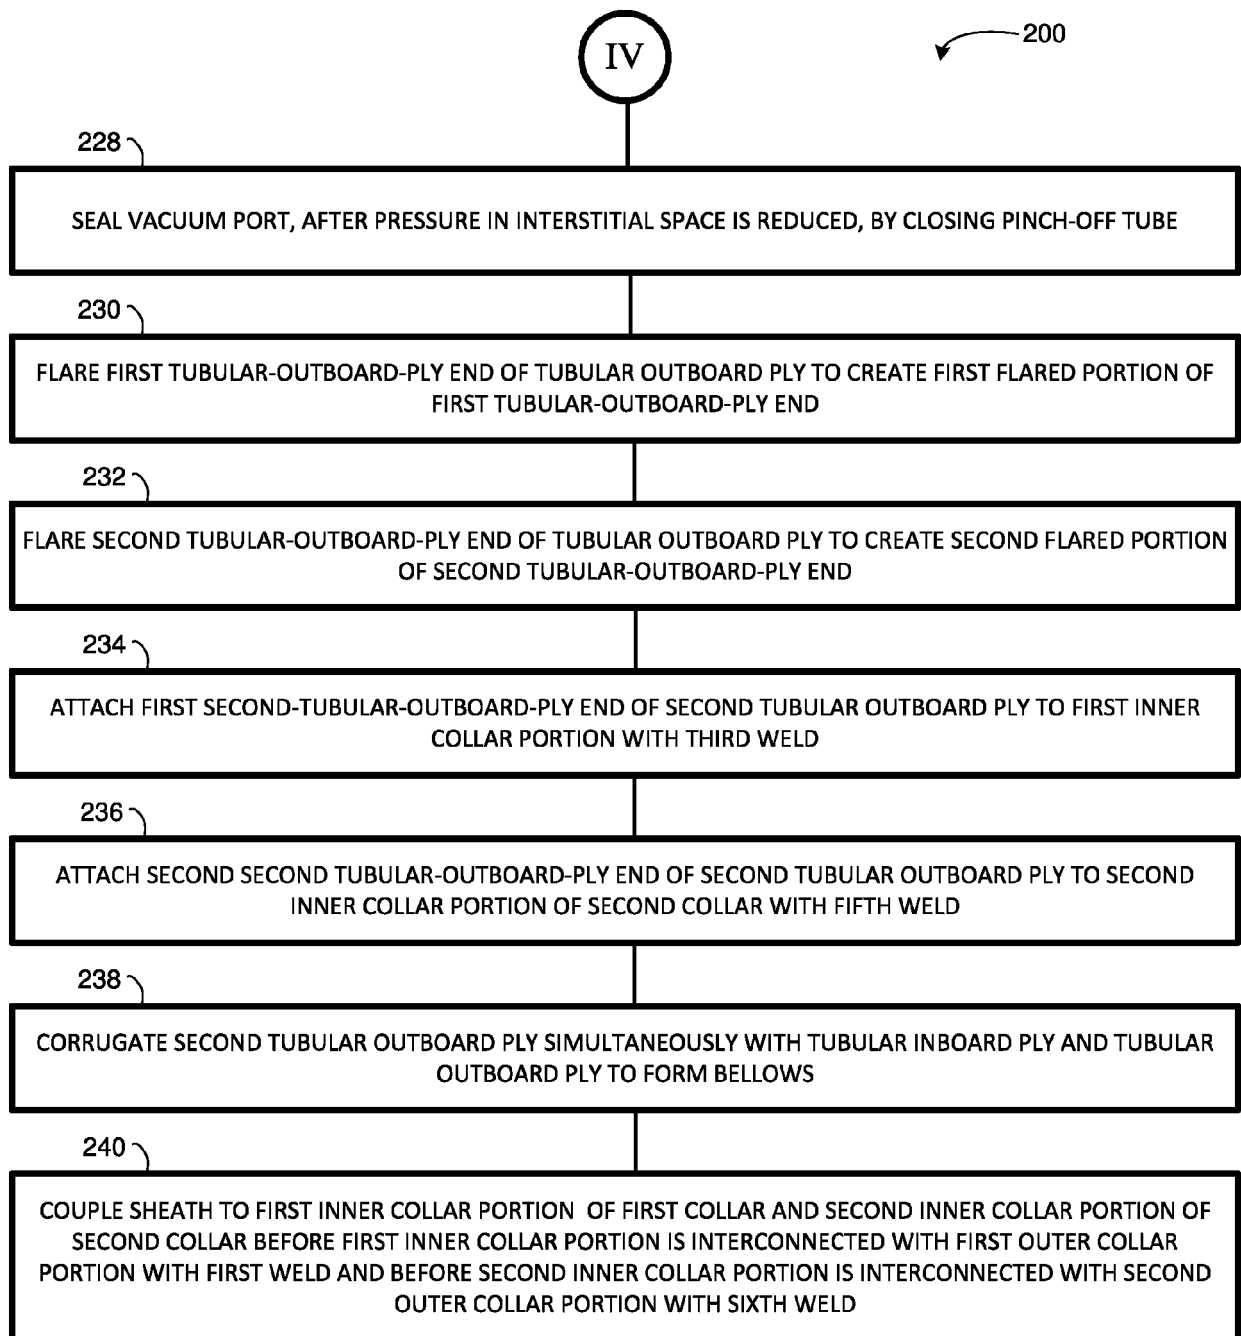 IV
200
228
SEAL VACUUM PORT, AFTER PRESSURE IN INTERSTITIAL SPACE IS REDUCED, BY CLOSING PINCH-OFF TUBE
230
FLARE FIRST TUBULAR-OUTBOARD-PLY END OF TUBULAR OUTBOARD PLY TO CREATE FIRST FLARED PORTION OF
FIRST TUBULAR-OUTBOARD-PLY END
232
FLARE SECOND TUBULAR-OUTBOARD-PLY END OF TUBULAR OUTBOARD PLY TO CREATE SECOND FLARED PORTION
OF SECOND TUBULAR-OUTBOARD-PLY END
234
ATTACH FIRST SECOND-TUBULAR-OUTBOARD-PLY END OF SECOND TUBULAR OUTBOARD PLY TO FIRST INNER
COLLAR PORTION WITH THIRD WELD
236
ATTACH SECOND SECOND TUBULAR-OUTBOARD-PLY END OF SECOND TUBULAR OUTBOARD PLY TO SECOND
INNER COLLAR PORTION OF SECOND COLLAR WITH FIFTH WELD
238
CORRUGATE SECOND TUBULAR OUTBOARD PLY SIMULTANEOUSLY WITH TUBULAR INBOARD PLY AND TUBULAR
OUTBOARD PLY TO FORM BELLOWS
240
COUPLE SHEATH TO FIRST INNER COLLAR PORTION OF FIRST COLLAR AND SECOND INNER COLLAR PORTION OF
SECOND COLLAR BEFORE FIRST INNER COLLAR PORTION IS INTERCONNECTED WITH FIRST OUTER COLLAR
PORTION WITH FIRST WELD AND BEFORE SECOND INNER COLLAR PORTION IS INTERCONNECTED WITH SECOND
OUTER COLLAR PORTION WITH SIXTH WELD